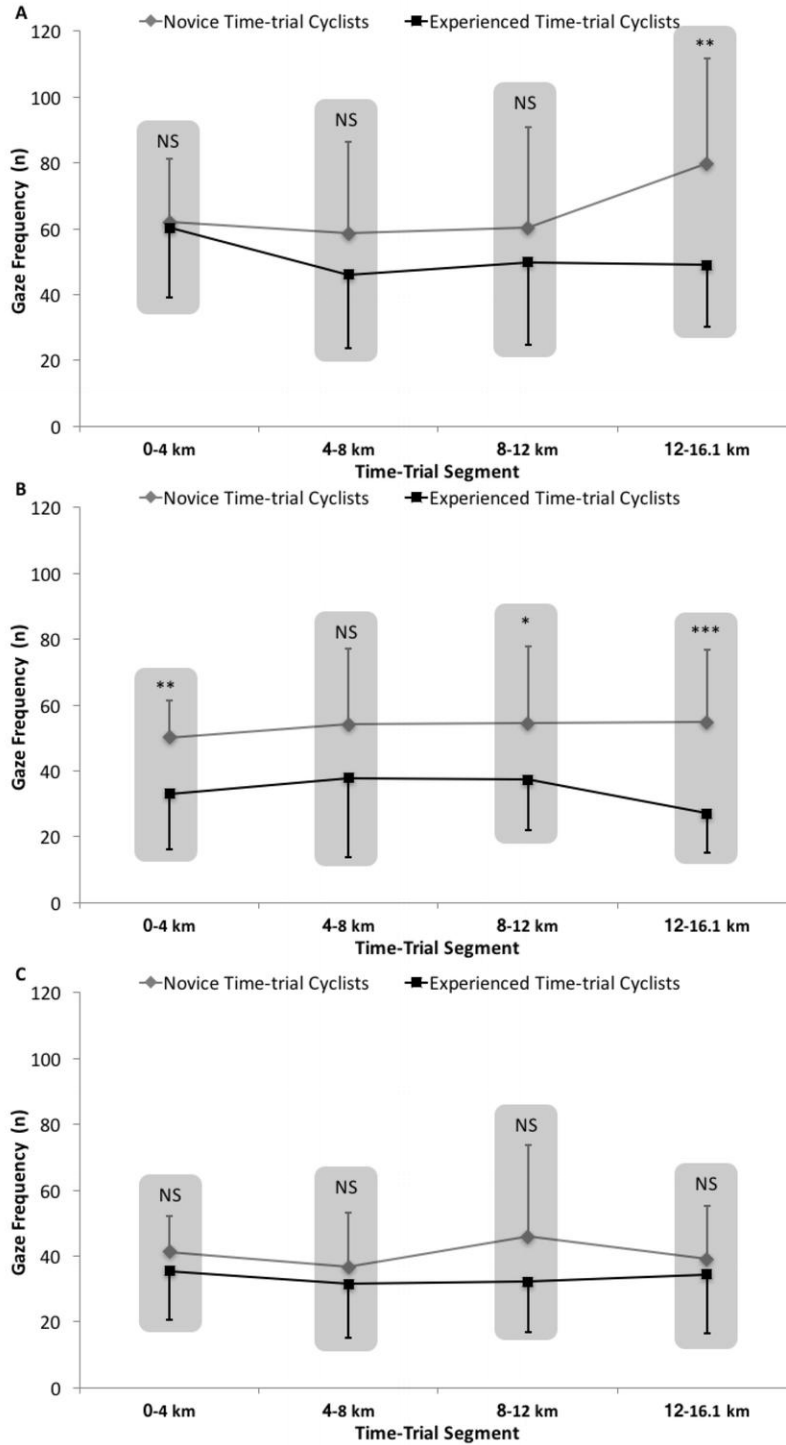 A
120
Novice Time-trial Cyclists Experienced Time-trial Cyclists
**
100
NS
NS
NS
80
60
40
20
0
Gaze Frequency (n)
0-4 km 4-8 km 8-12 km 12-16.1 km
Time-Trial Segment
B
Novice Time-trial Cyclists Experienced Time-trial Cyclists
120
100
80
NS
*
***
**
60
40
20
0
Gaze Frequency (n)
0-4 km 4-8 km 8-12 km 12-16.1 km
Time-Trial Segment
C
Novice Time-trial Cyclists Experienced Time-trial Cyclists
120
100
80
NS
60
NS
NS
NS
40
20
0
Gaze Frequency (n)
0-4 km 4-8 km 8-12 km 12-16.1 km
Time-Trial Segment